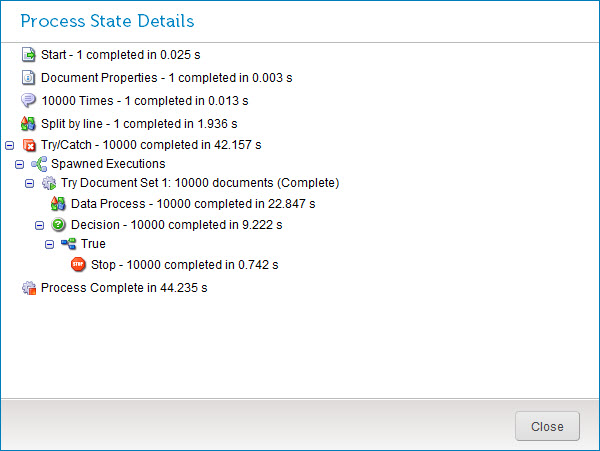 Process State Details
Start - 1 completed in 0.025 s
Document Properties - 1 completed in 0.003 s
10000 Times - 1 completed in 0.013 s
Split by line - 1 completed in 1.936 s
Try/Catch - 10000 completed in 42.157 s
Spawned Executions
Try Document Set 1: 10000 documents (Complete)
Data Process - 10000 completed in 22.847 s
Decision - 10000 completed in 9.222 s
True
STOP Stop - 10000 completed in 0.742 s
Process Complete in 44.235 s
Close